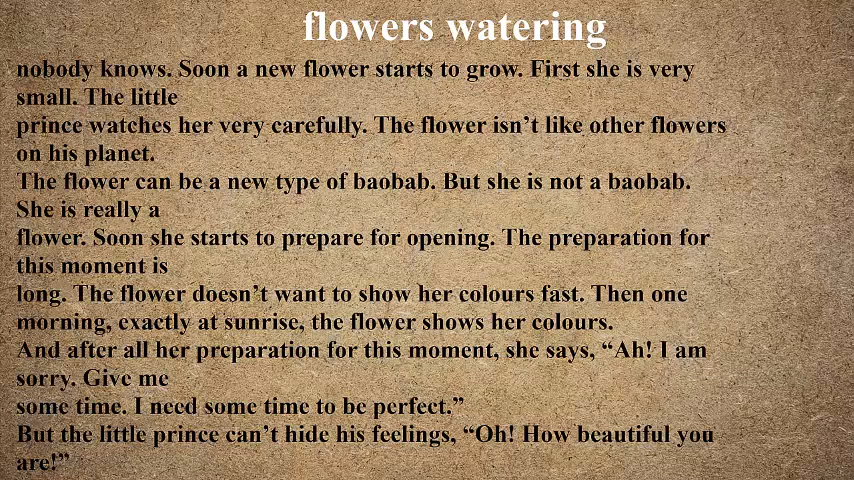 flowers watering
nobody knows. Soon a new flower starts to grow. First she is very
small. The little
prince watches her very carefully. The flower isn’t like other flowers
on his planet.
The flower can be a new type of baobab. But she is not a baobab.
She is really a
flower. Soon she starts to prepare for opening. The preparation for
this moment is
long. The flower doesn’t want to show her colours fast. Then one
morning, exactly at sunrise, the flower shows her colours.
And after all her preparation for this moment, she says, “Ah! I am
sorry. Give me
some time. I need some time to be perfect.”
But the little prince can’t hide his feelings, “Oh! How beautiful you
are!”